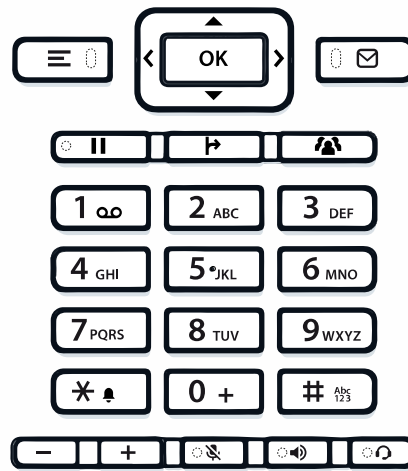 OK
1
2 ABC
3 DEF
4 GHI
5 JKL
6 MNO
7 PQRS
8 TUV
9 WXYZ
*
0 +
# Abc
123
− +